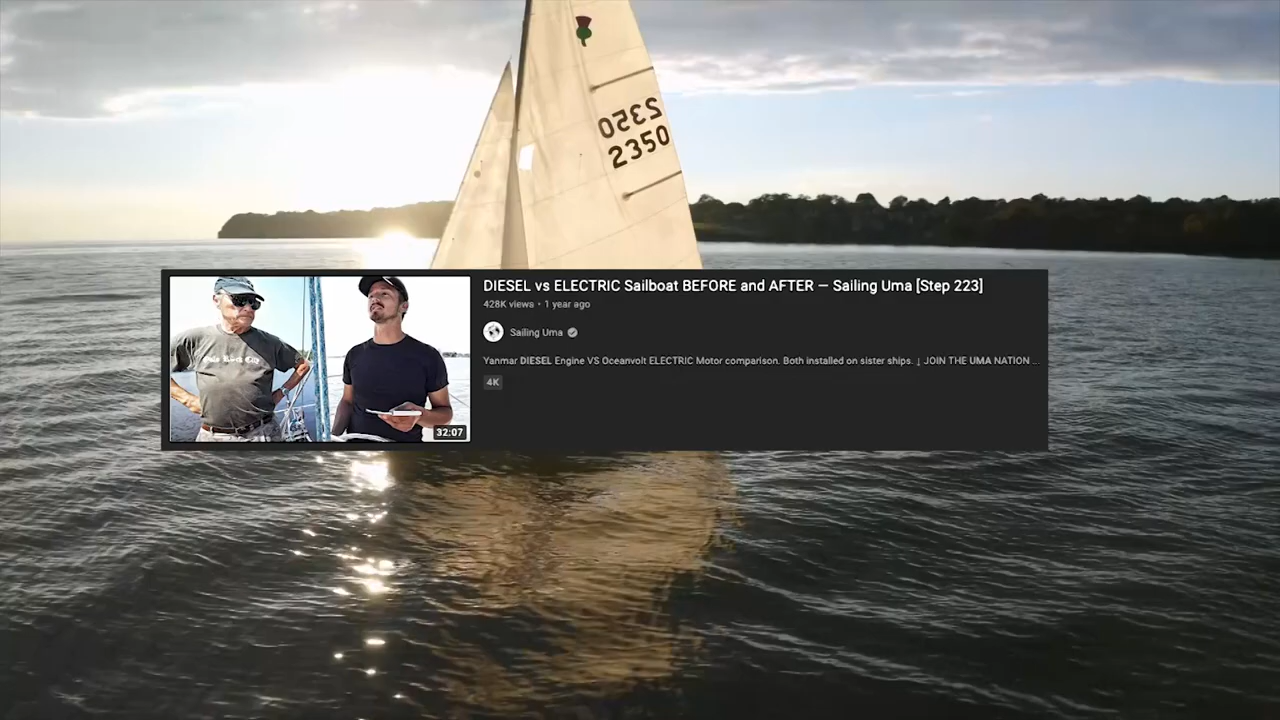 2350
2350
DIESEL vs ELECTRIC Sailboat BEFORE and AFTER — Sailing Uma [Step 223]
428K views • 1 year ago
Sailing Uma
Yanmar DIESEL Engine VS Oceanvolt ELECTRIC Motor comparison. Both installed on sister ships. ↓ JOIN THE UMA NATION ...
4K
32:07